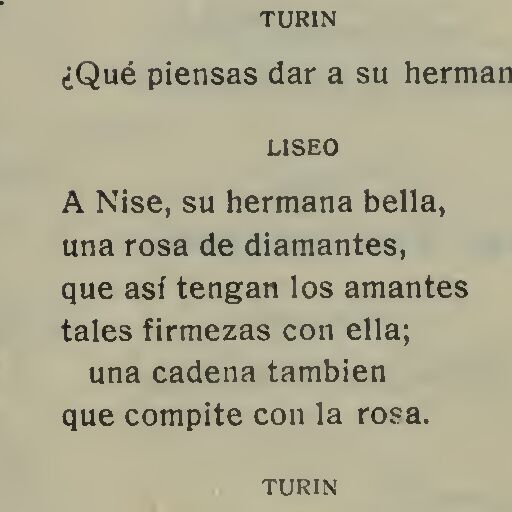 TURIN
¿Qué piensas dar a su herman
LISEO
A Nise, su hermana bella,
una rosa de diamantes,
que así tengan los amantes
tales firmezas con ella;
una cadena tambien
que compite con la rosa.
TURIN